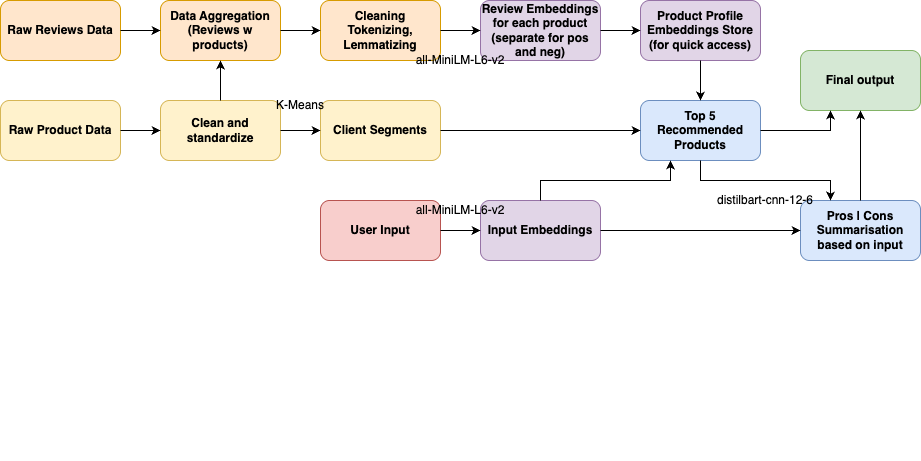 Raw Reviews Data
Data Aggregation
(Reviews w
products)
Cleaning
Tokenizing,
Lemmatizing
all-MiniLM-L6-v2
Review Embeddings
for each product
(separate for pos
and neg)
Product Profile
Embeddings Store
(for quick access)
Final output
Raw Product Data
Clean and
standardize
K-Means
Client Segments
Top 5
Recommended
Products
User Input
all-MiniLM-L6-v2
Input Embeddings
distilbart-cnn-12-6
Pros I Cons
Summarisation
based on input